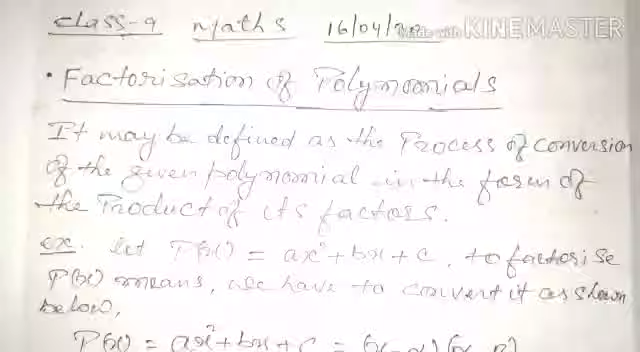 class-9 Maths 16/04/20
Made with KINEMASTER
• Factorisation of Polynomials
It may be defined as the Process of conversion
of the given polynomial in the form of
the Product of its factors.
ex. let P(x) = ax²+bx+c, to factorise
P(x) means, we have to convert it as shown
below,
P(x) = ax²+bx+c =